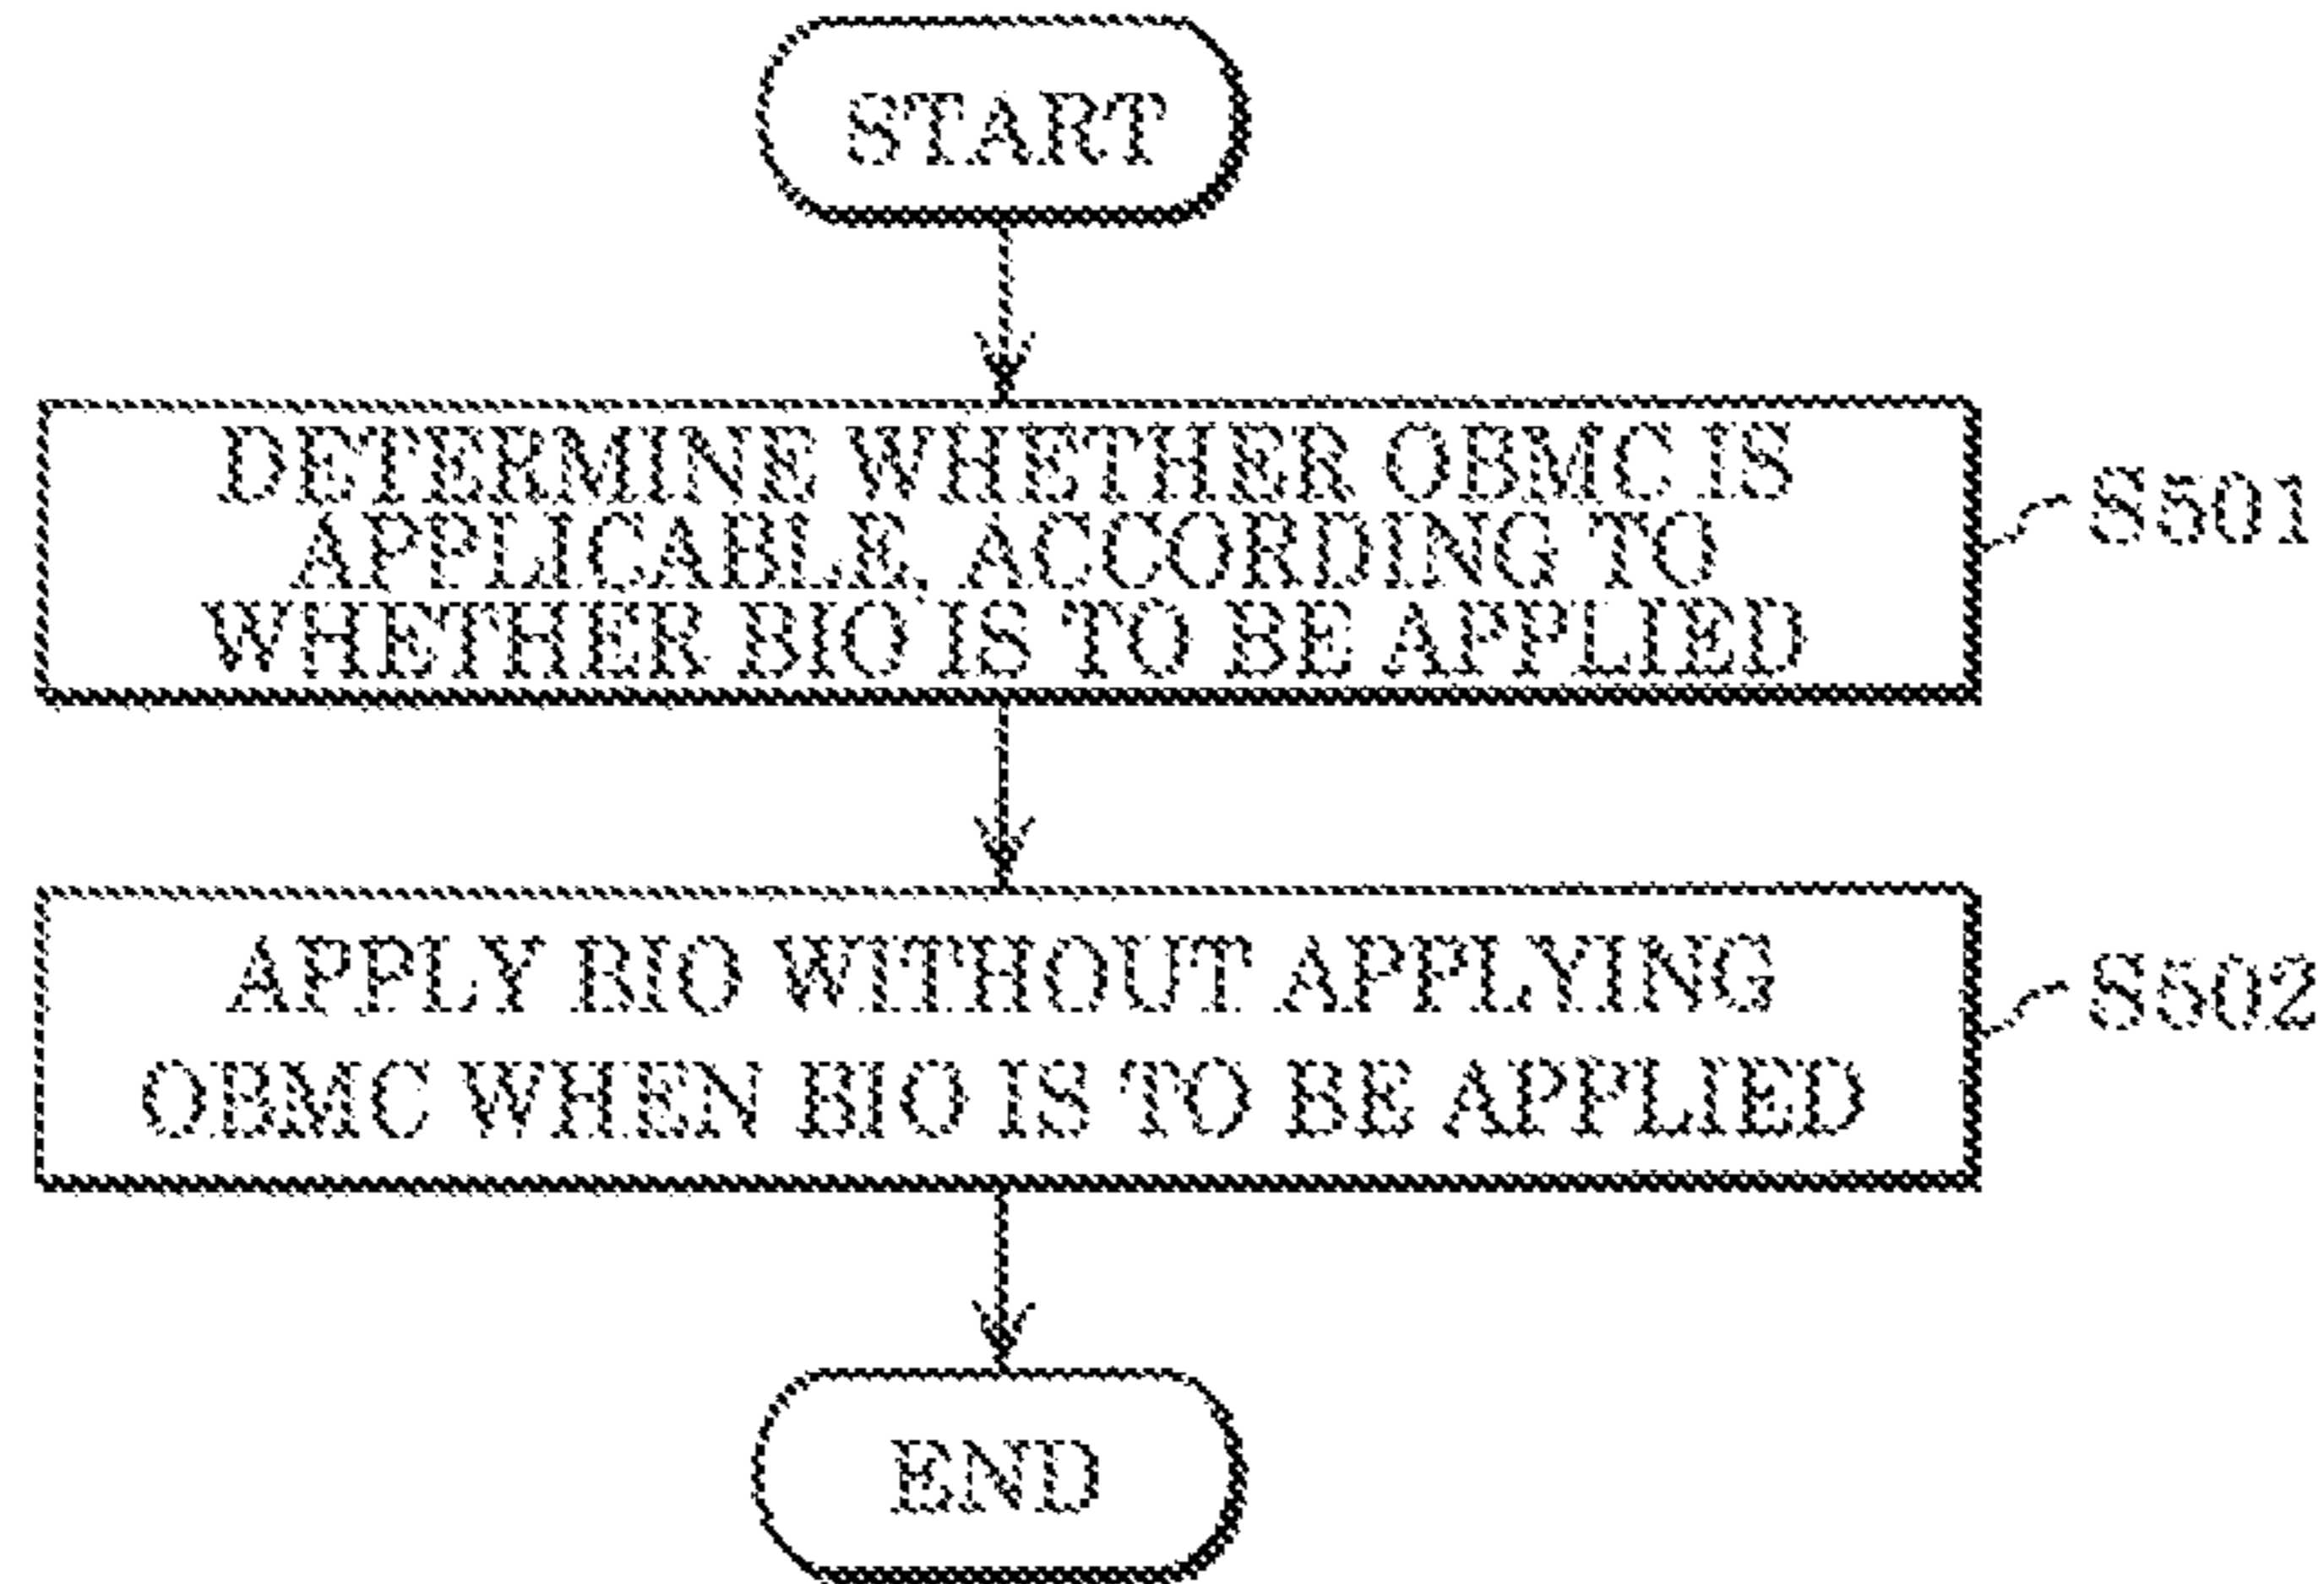 START
DETERMINE WHETHER OBMC IS
APPLICABLE, ACCORDING TO
WHETHER BIO IS TO BE APPLIED
S501
APPLY BIO WITHOUT APPLYING
OBMC WHEN BIO IS TO BE APPLIED
S502
END